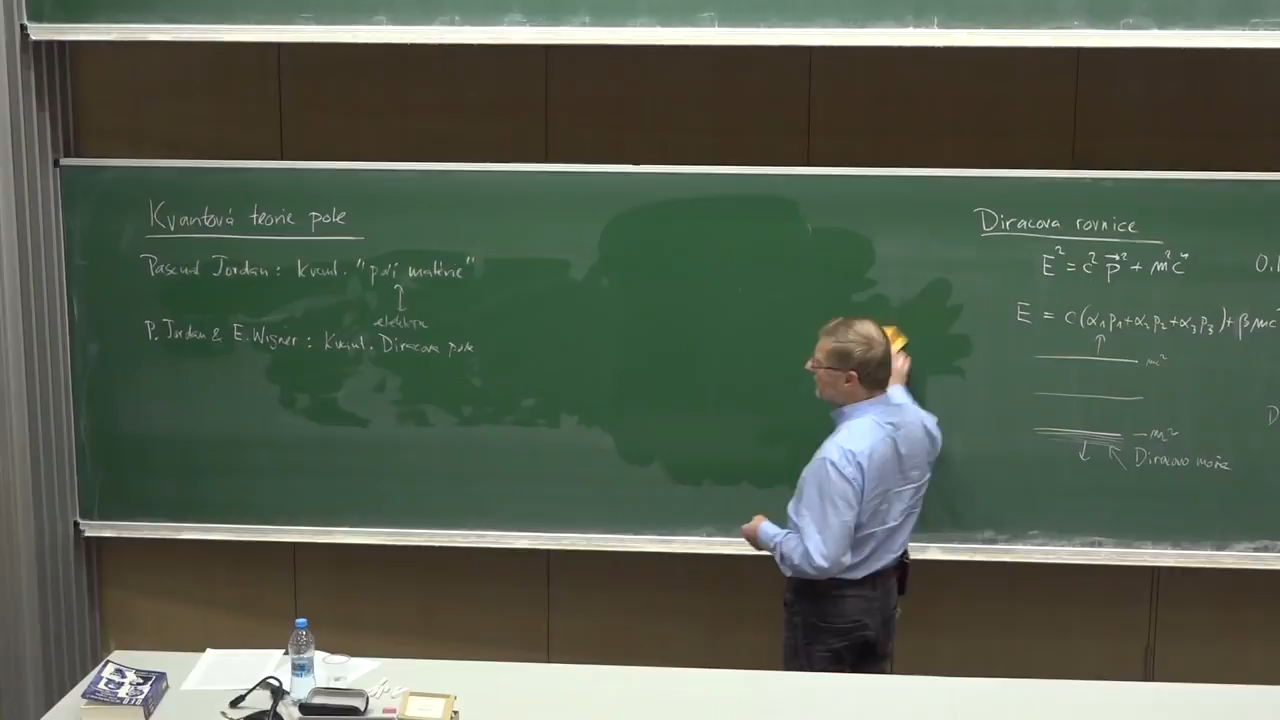 Kvantová teorie pole
Pascual Jordan: Kvant. "polí matérie"
↑
elektron
P. Jordan & E. Wigner: Kvant. Diracova pole
Diracova rovnice
E² = c² p⃗² + m²c⁴
E = c(α₁p₁+α₂p₂+α₃p₃)+βmc²
↑
mc²
-mc²
Diracovo moře